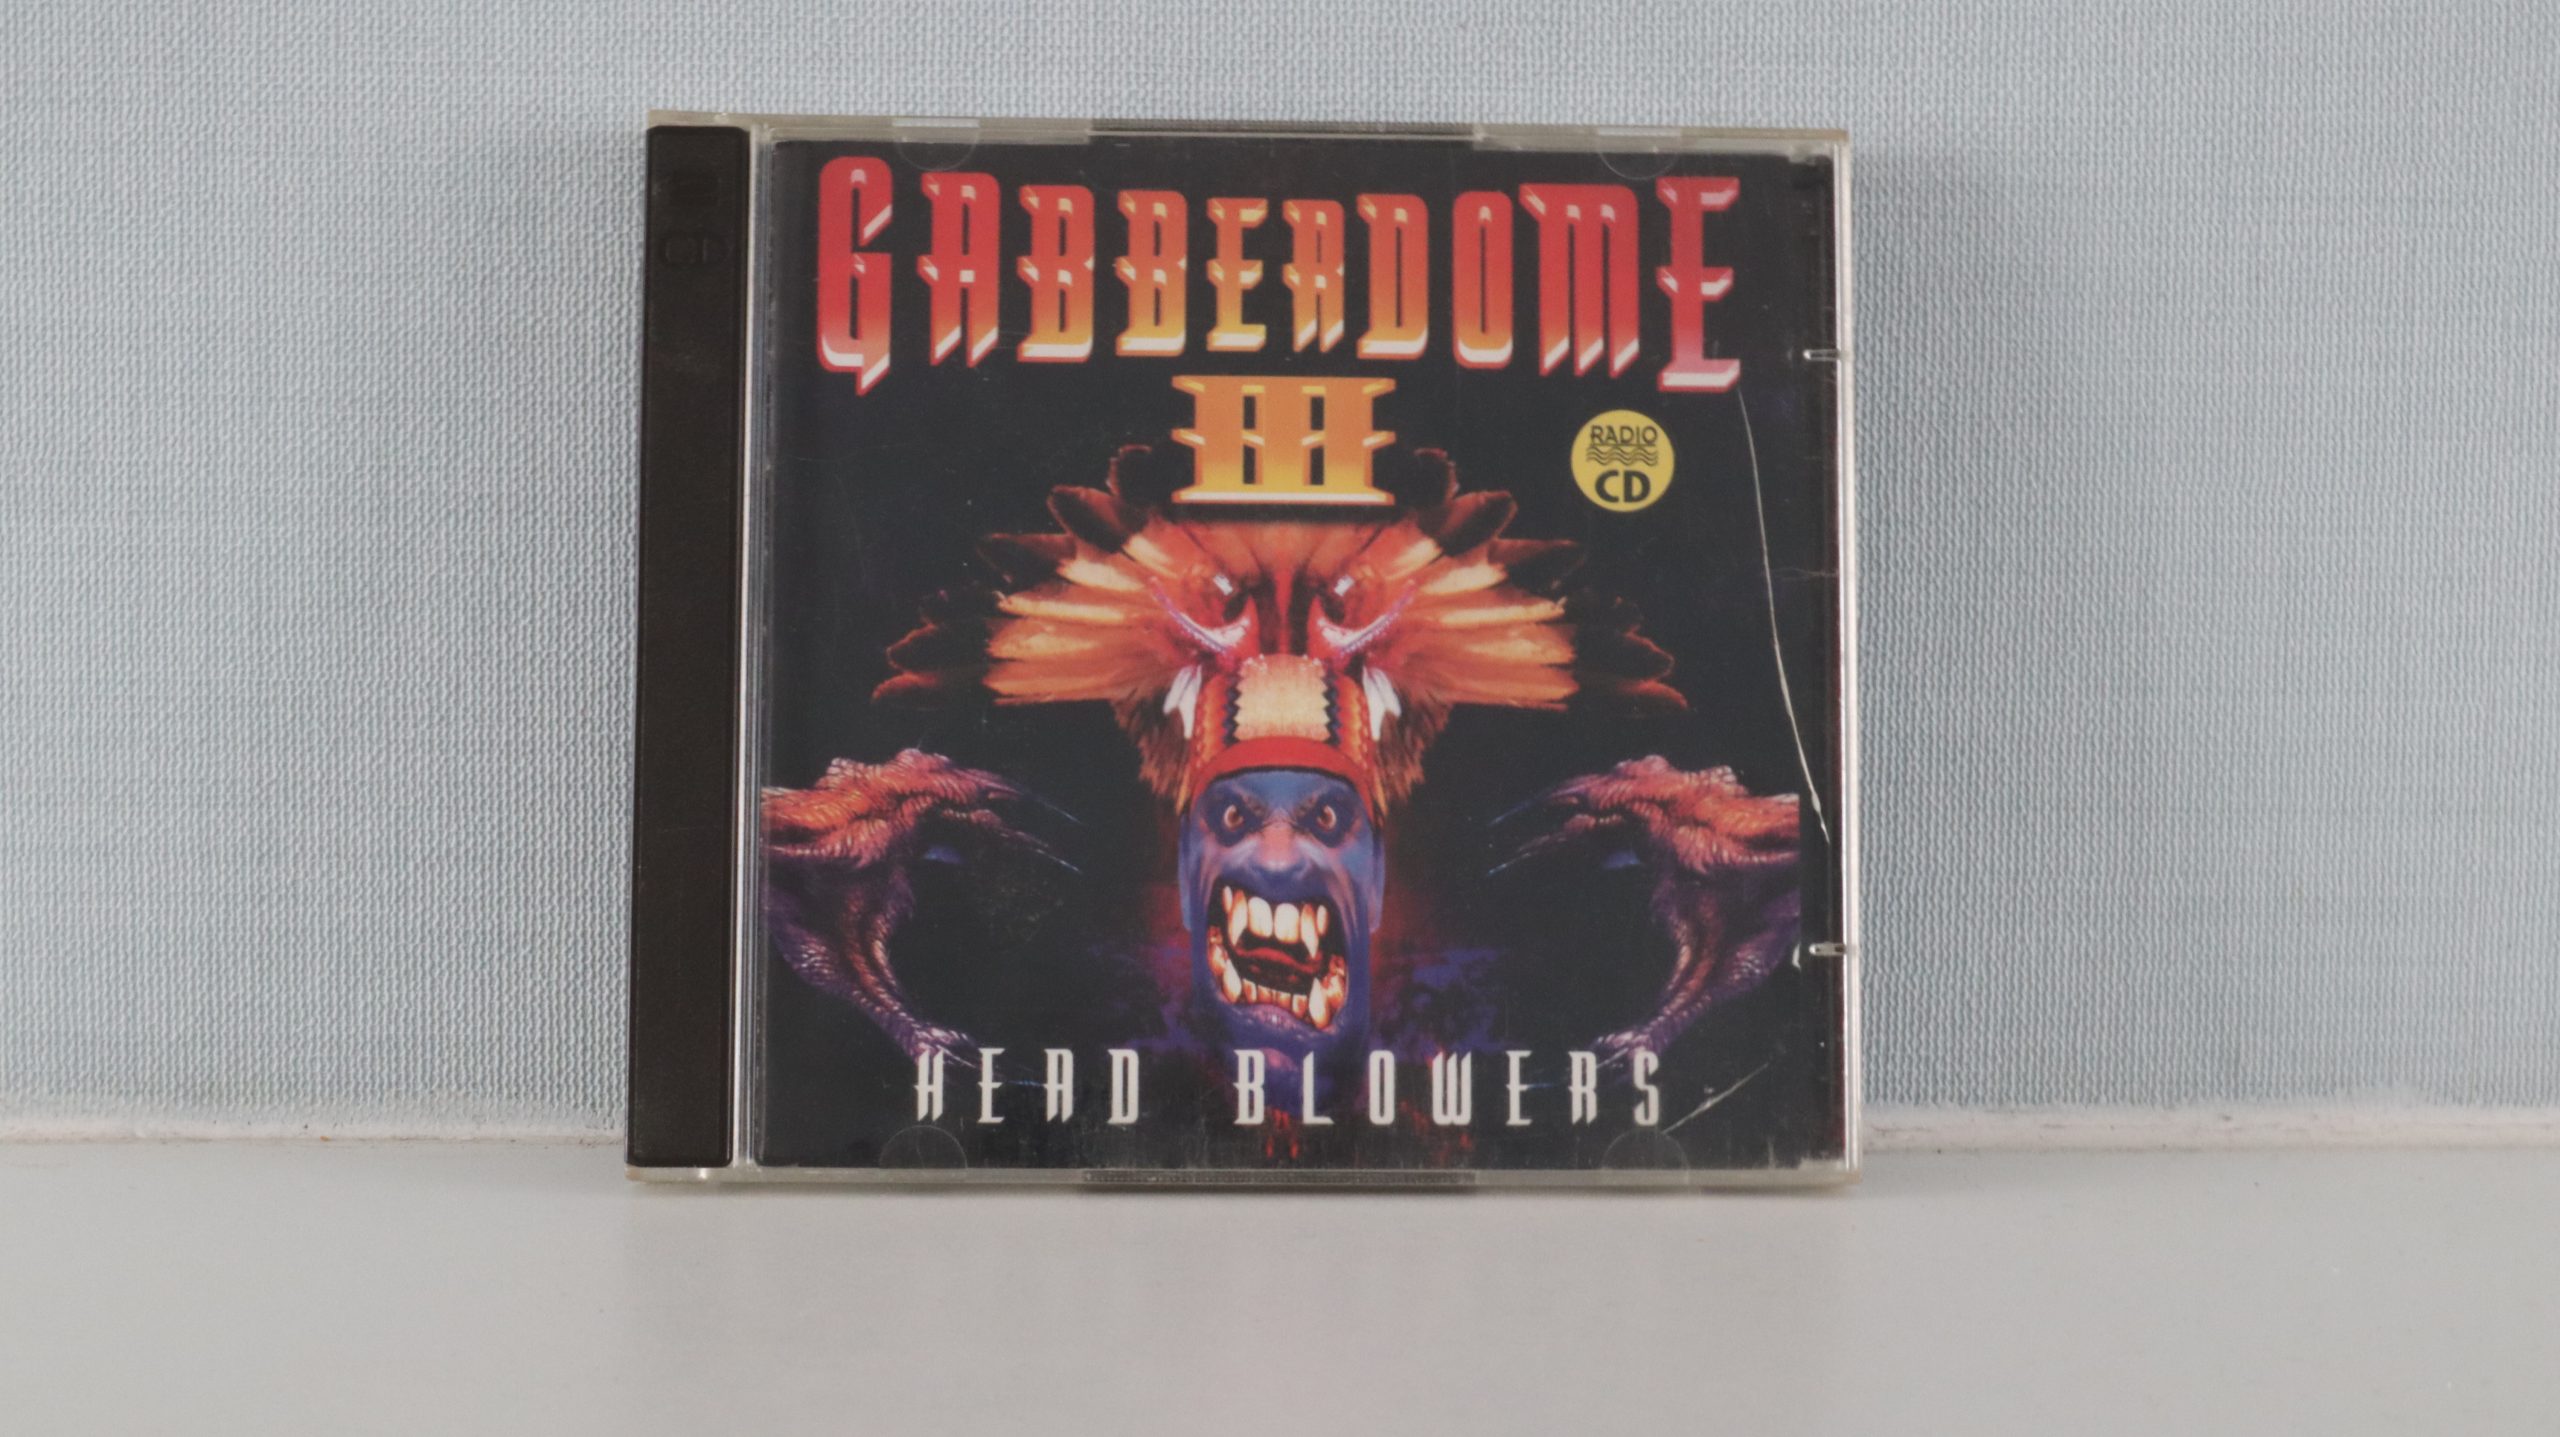 GABBERDOME
III
RADIO
CD
HEAD BLOWERS